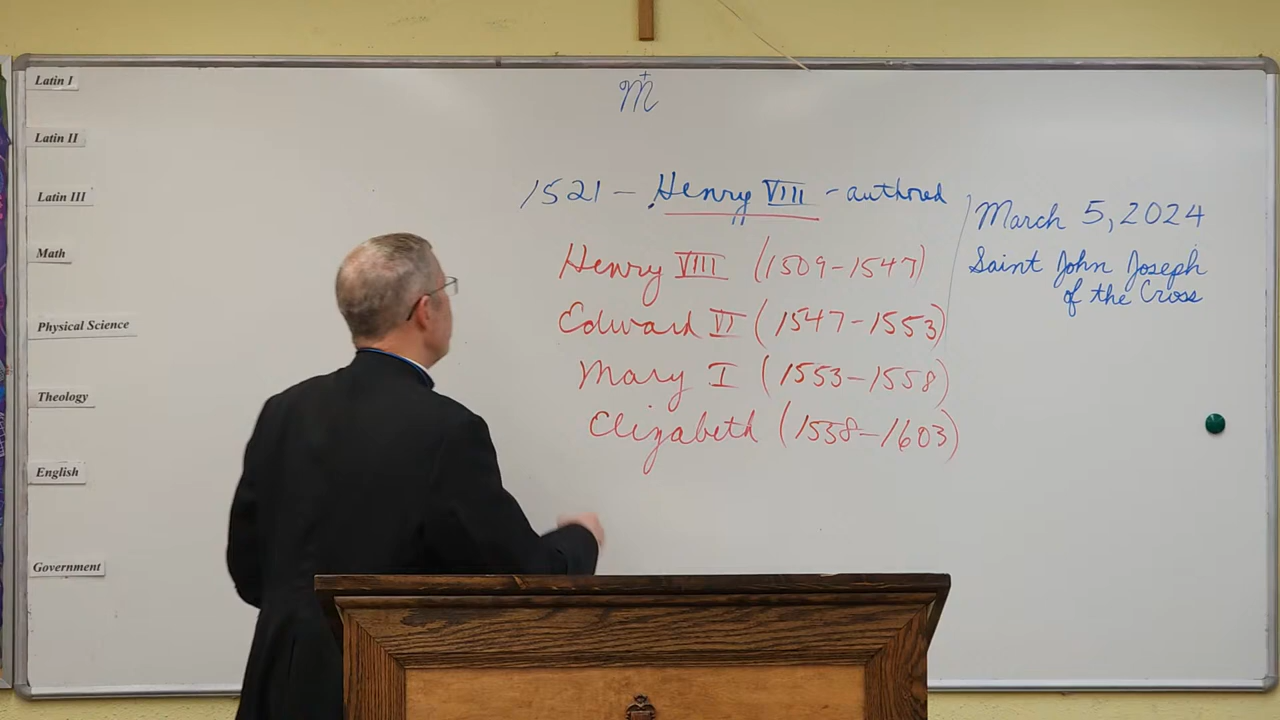 Latin I
Latin II
Latin III
Math
Physical Science
Theology
English
Government
M
1521 - Henry VIII - authored
Henry VIII (1509-1547)
Edward VI (1547-1553)
Mary I (1553-1558)
Elizabeth (1558-1603)
March 5, 2024
Saint John Joseph
of the Cross